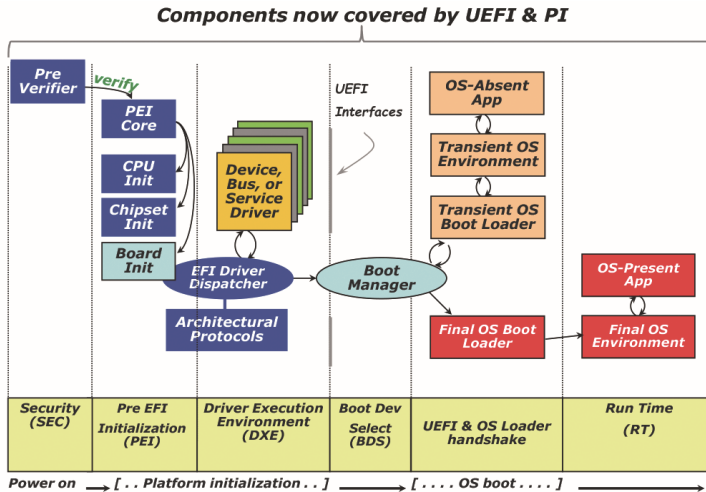 Components now covered by UEFI & PI
Pre
Verifier
verify
PEI
Core
CPU
Init
Chipset
Init
Board
Init
Device,
Bus, or
Service
Driver
EFI Driver
Dispatcher
Architectural
Protocols
UEFI
Interfaces
Boot
Manager
OS-Absent
App
Transient OS
Environment
Transient OS
Boot Loader
Final OS Boot
Loader
OS-Present
App
Final OS
Environment
Security
(SEC)
Pre EFI
Initialization
(PEI)
Driver Execution
Environment
(DXE)
Boot Dev
Select
(BDS)
UEFI & OS Loader
handshake
Run Time
(RT)
Power on
[ . . Platform initialization . . ]
[ . . . . OS boot . . . . ]